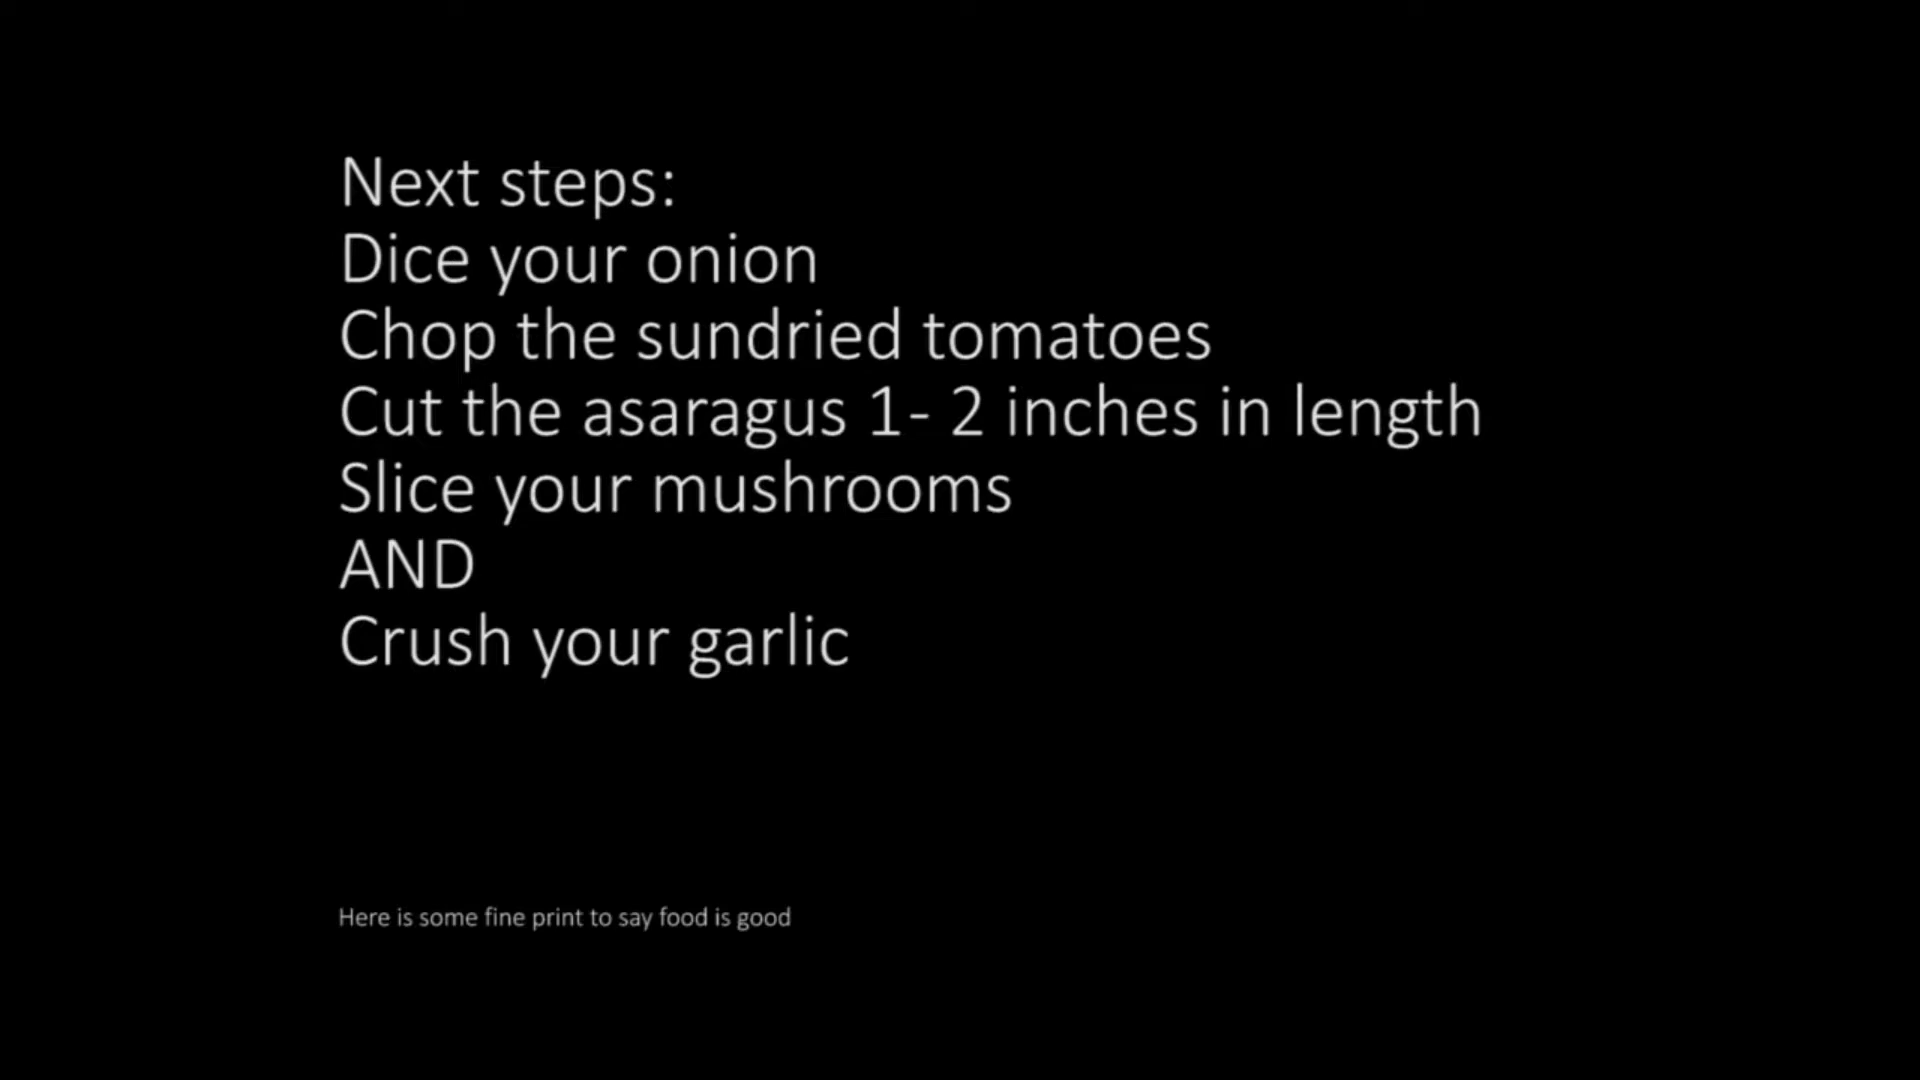 Next steps:
Dice your onion
Chop the sundried tomatoes
Cut the asaragus 1- 2 inches in length
Slice your mushrooms
AND
Crush your garlic
Here is some fine print to say food is good